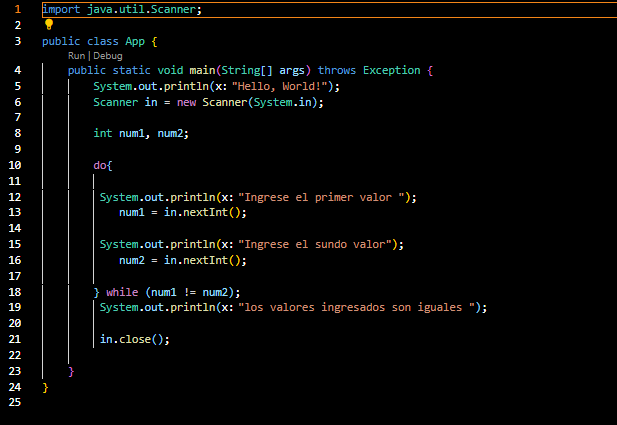 1 import java.util.Scanner;
2
3 public class App {
Run | Debug
4 public static void main(String[] args) throws Exception {
5 System.out.println(x: "Hello, World!");
6 Scanner in = new Scanner(System.in);
7
8 int num1, num2;
9
10 do{
11
12 System.out.println(x: "Ingrese el primer valor ");
13 num1 = in.nextInt();
14
15 System.out.println(x: "Ingrese el sundo valor");
16 num2 = in.nextInt();
17
18 } while (num1 != num2);
19 System.out.println(x: "los valores ingresados son iguales ");
20
21 in.close();
22
23 }
24 }
25